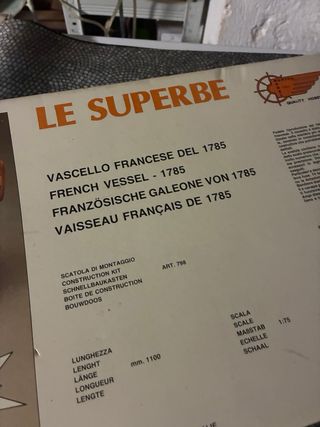 LE SUPERBE
QUALITY
VASCELLO FRANCESE DEL 1785
FRENCH VESSEL - 1785
FRANZÖSISCHE GALEONE VON 1785
VAISSEAU FRANÇAIS DE 1785
SCATOLA DI MONTAGGIO
CONSTRUCTION KIT ART. 798
SCHNELLBAUKASTEN
BOITE DE CONSTRUCTION
BOUWDOOS
LUNGHEZZA
LENGHT mm. 1100
LÄNGE
LONGUEUR
LENGTE
SCALA
SCALE 1:75
MAßSTAB
ECHELLE
SCHAAL